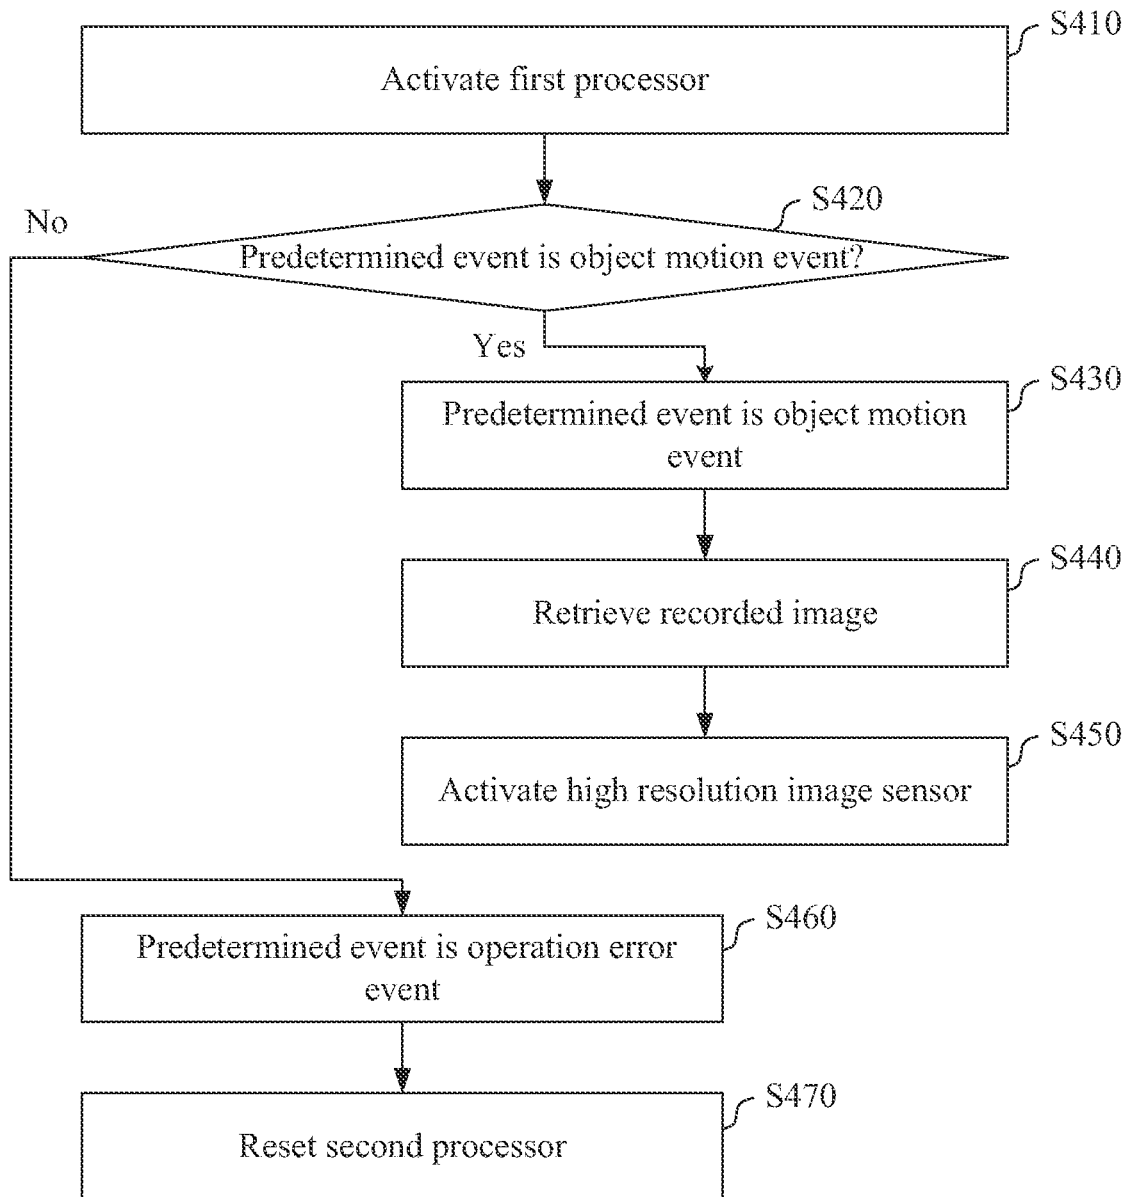 S410
Activate first processor
S420
No
Predetermined event is object motion event?
Yes
S430
Predetermined event is object motion
event
S440
Retrieve recorded image
S450
Activate high resolution image sensor
S460
Predetermined event is operation error
event
S470
Reset second processor